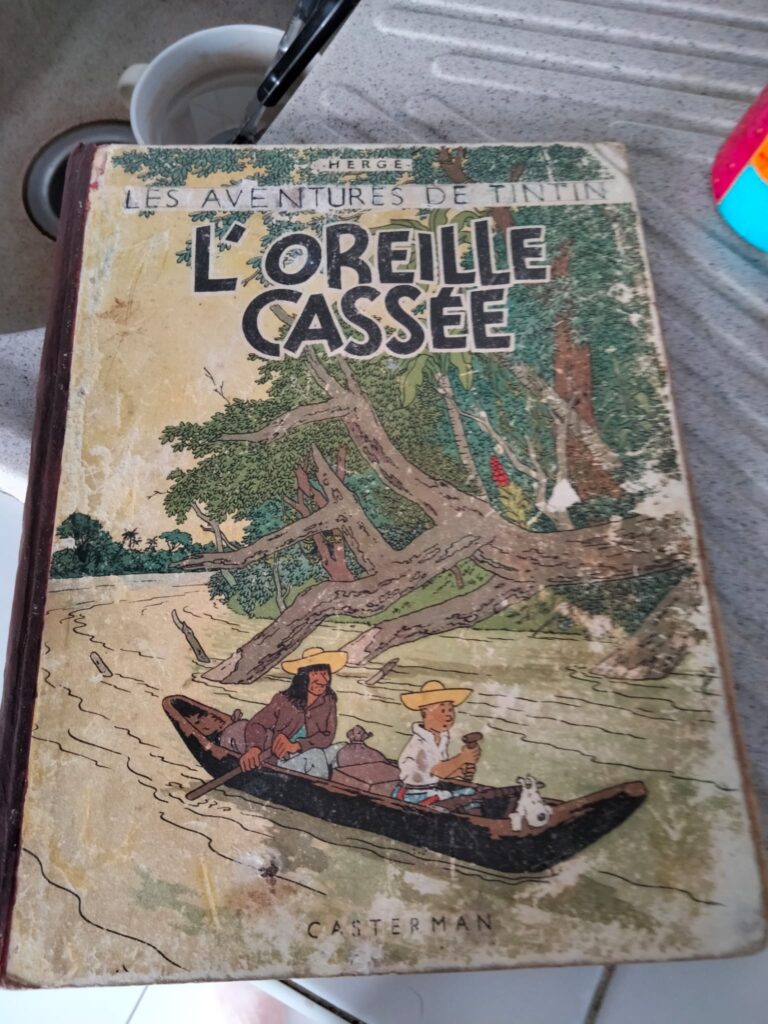 HERGÉ
LES AVENTURES DE TINTIN
L'OREILLE
CASSÉE
CASTERMAN